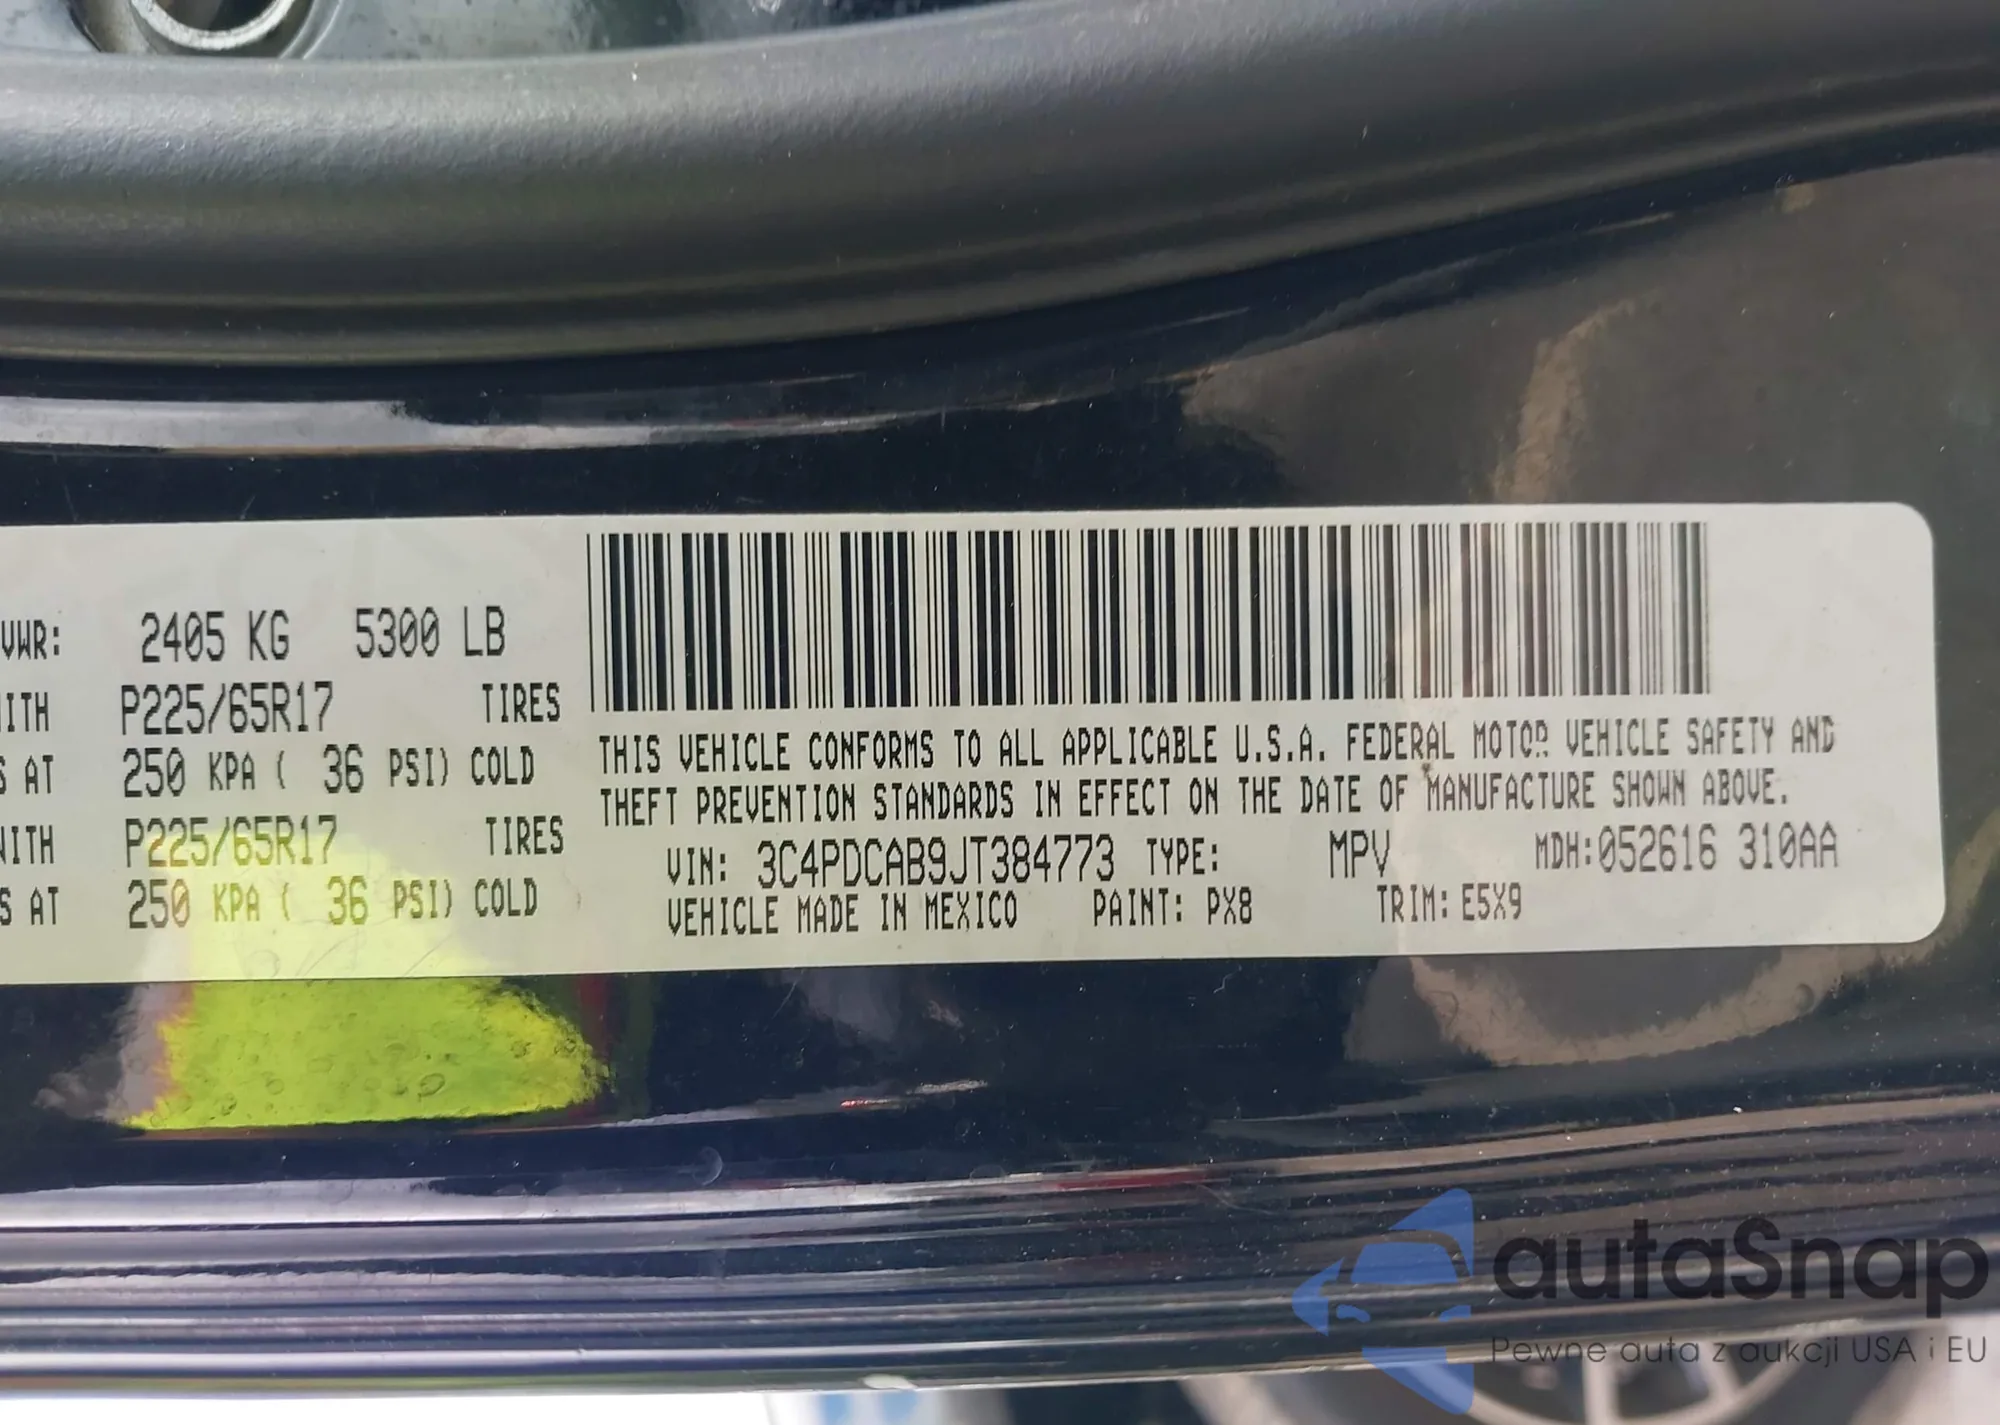 VWR: 2405 KG 5300 LB
ITH P225/65R17 TIRES
S AT 250 KPA ( 36 PSI) COLD
ITH P225/65R17 TIRES
S AT 250 KPA ( 36 PSI) COLD
THIS VEHICLE CONFORMS TO ALL APPLICABLE U.S.A. FEDERAL MOTOR VEHICLE SAFETY AND
THEFT PREVENTION STANDARDS IN EFFECT ON THE DATE OF MANUFACTURE SHOWN ABOVE.
VIN: 3C4PDCAB9JT384773 TYPE: MPV MDH:052616 310AA
VEHICLE MADE IN MEXICO PAINT: PX8 TRIM: E5X9
autaSnap
Pewne auta z aukcji USA i EU